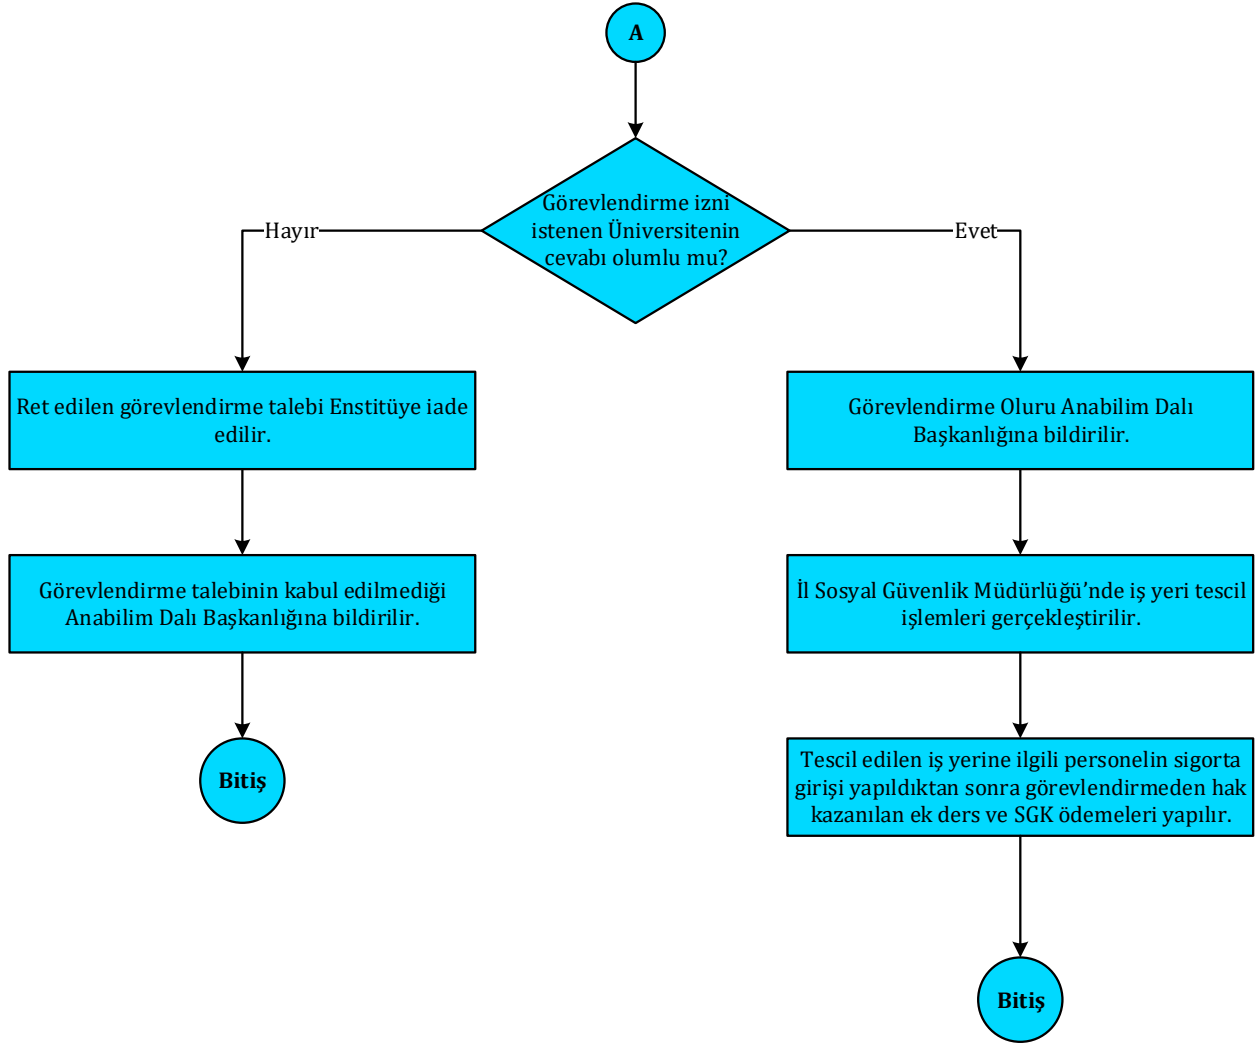 A
Görevlendirme izni
istenen Üniversitenin
cevabı olumlu mu?
Hayır
Evet
Ret edilen görevlendirme talebi Enstitüye iade
edilir.
Görevlendirme talebinin kabul edilmediği
Anabilim Dalı Başkanlığına bildirilir.
Bitiş
Görevlendirme Oluru Anabilim Dalı
Başkanlığına bildirilir.
İl Sosyal Güvenlik Müdürlüğü’nde iş yeri tescil
işlemleri gerçekleştirilir.
Tescil edilen iş yerine ilgili personelin sigorta
girişi yapıldıktan sonra görevlendirmeden hak
kazanılan ek ders ve SGK ödemeleri yapılır.
Bitiş